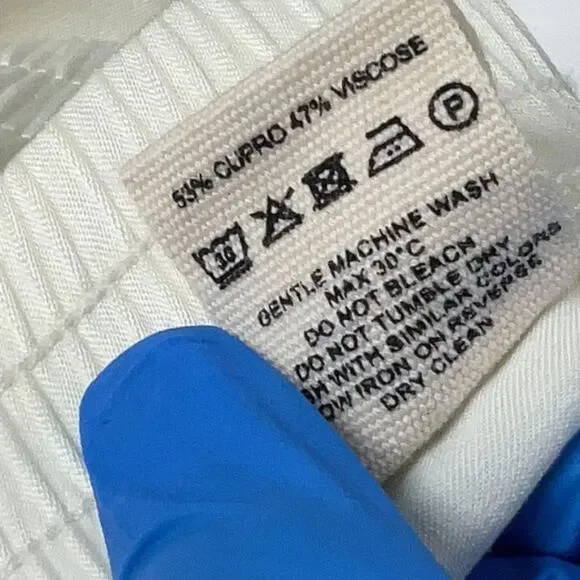 53% CUPRO 47% VISCOSE
30 P
GENTLE MACHINE WASH
MAX 30°C
DO NOT BLEACH
DO NOT TUMBLE DRY
WITH SIMILAR COLORS
IRON ON REVERSE
DRY CLEAN